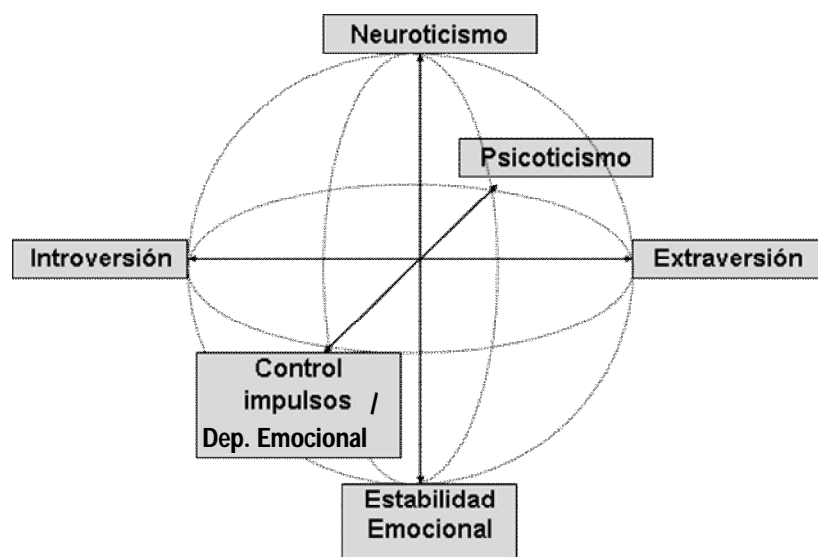 Neuroticismo
Psicoticismo
Introversión
Extraversión
Control
impulsos /
Dep. Emocional
Estabilidad
Emocional